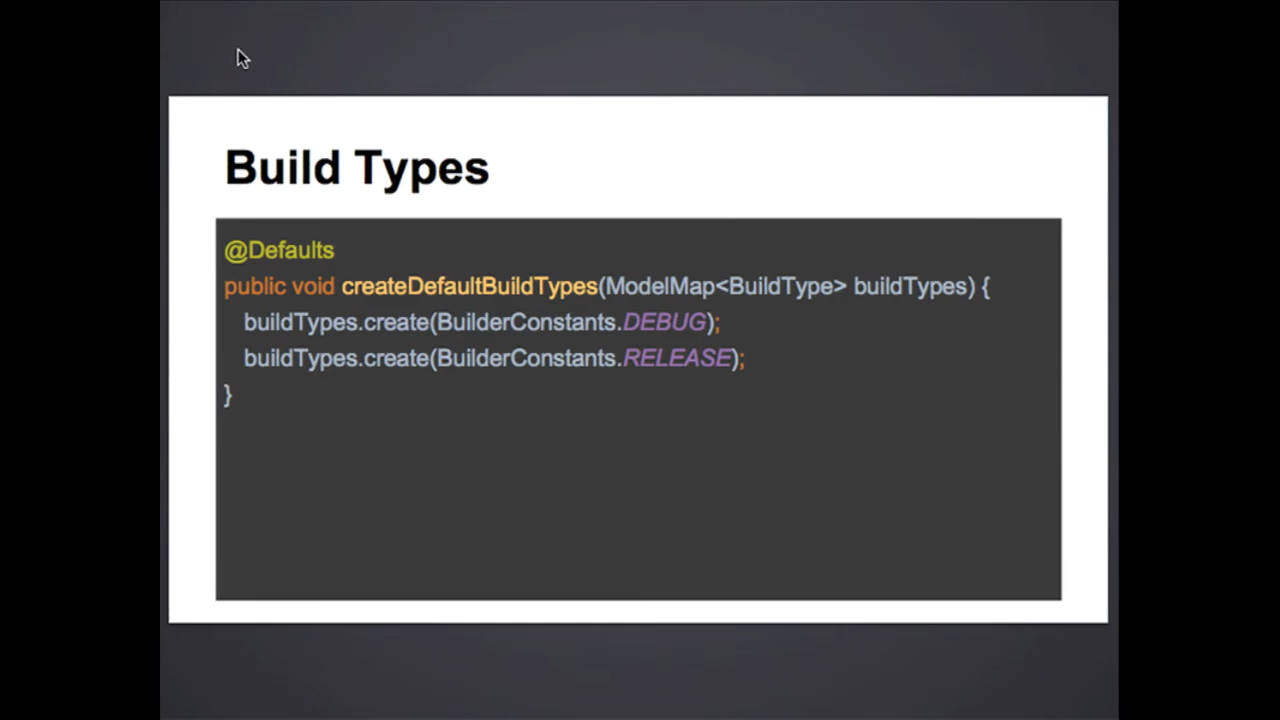 Build Types
@Defaults
public void createDefaultBuildTypes(ModelMap<BuildType> buildTypes) {
buildTypes.create(BuilderConstants.DEBUG);
buildTypes.create(BuilderConstants.RELEASE);
}